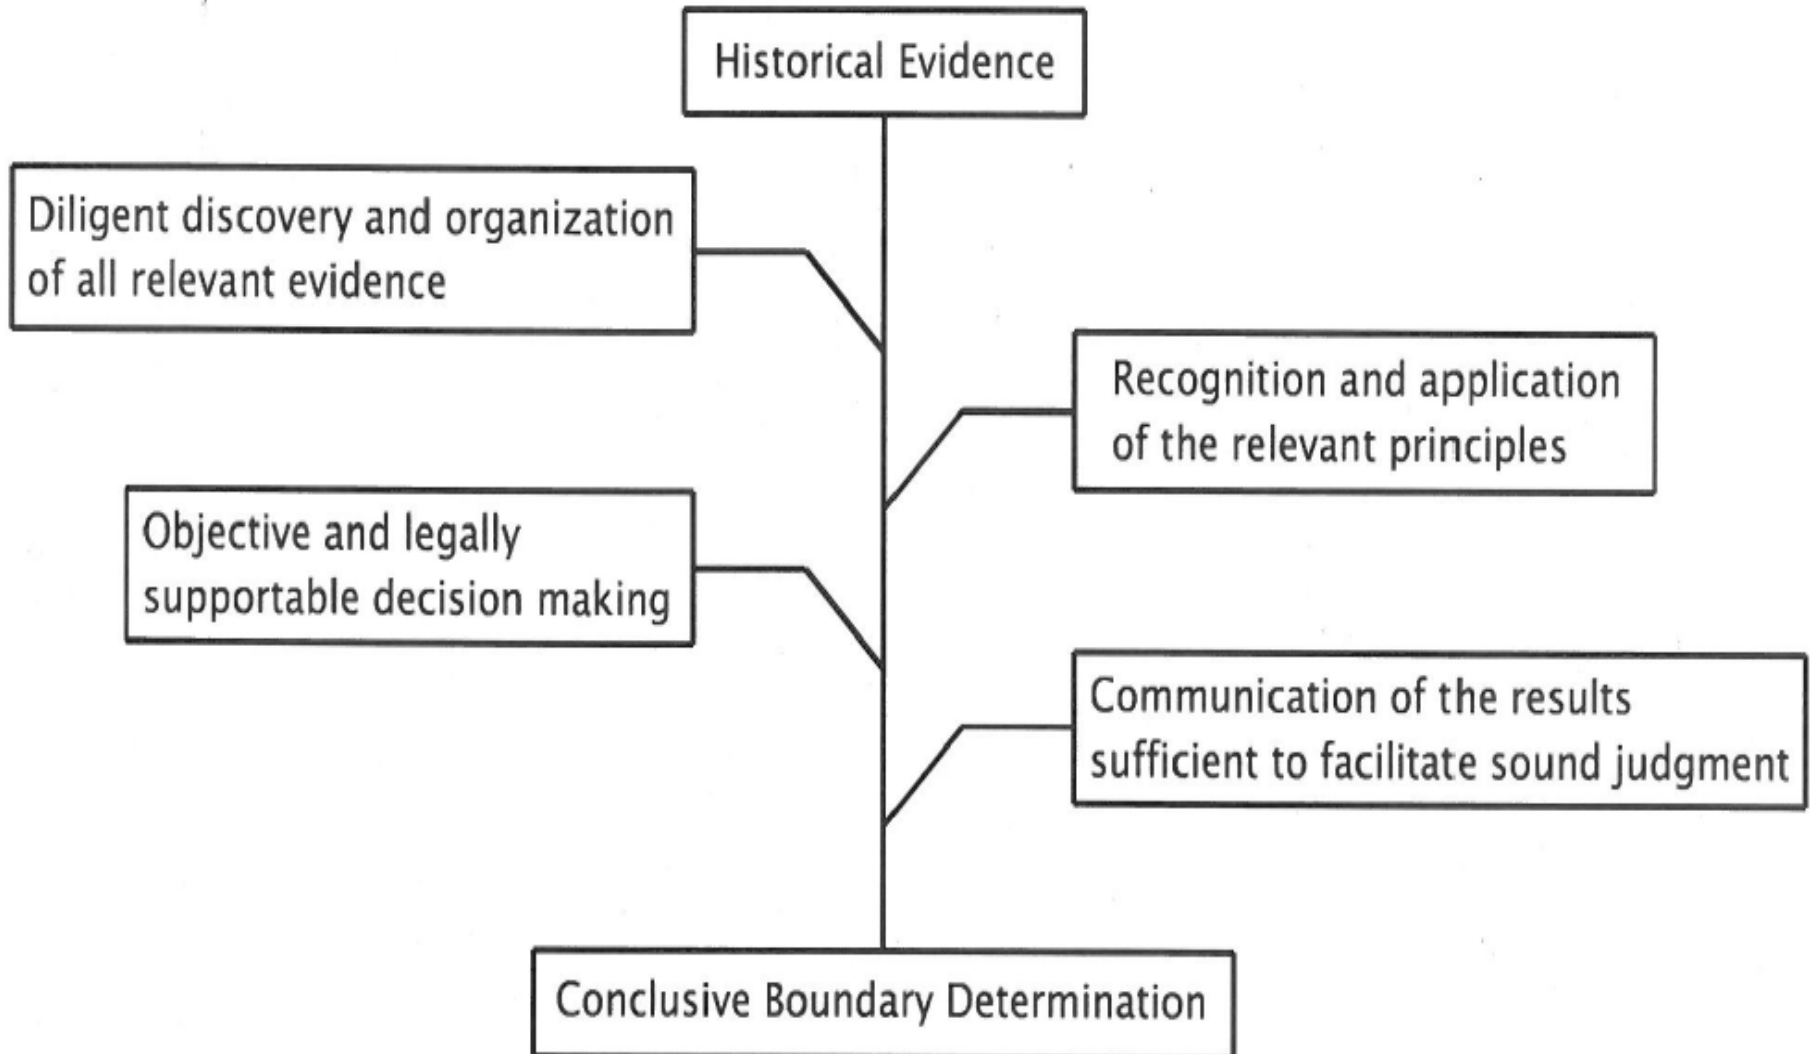 Historical Evidence
Diligent discovery and organization
of all relevant evidence
Recognition and application
of the relevant principles
Objective and legally
supportable decision making
Communication of the results
sufficient to facilitate sound judgment
Conclusive Boundary Determination